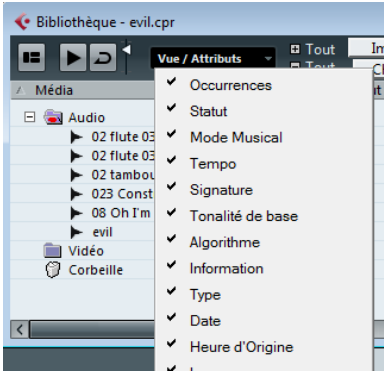 Bibliothèque - evil.cpr
Vue / Attributs
Tout
Tout
Média
Audio
02 flute 03
02 flute 03
02 tambou
023 Const
08 Oh I'm
evil
Vidéo
Corbeille
Occurrences
Statut
Mode Musical
Tempo
Signature
Tonalité de base
Algorithme
Information
Type
Date
Heure d'Origine